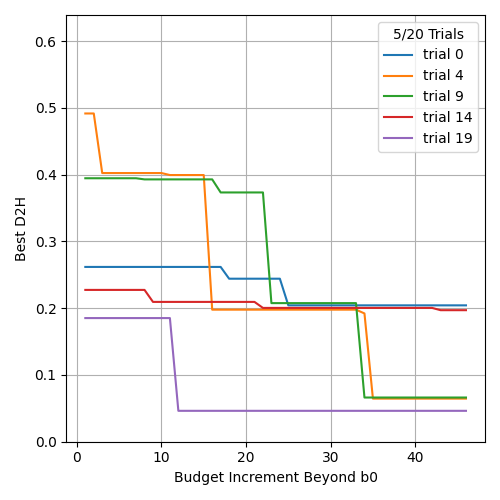 5/20 Trials
trial 0
trial 4
trial 9
trial 14
trial 19
Best D2H
0.6
0.5
0.4
0.3
0.2
0.1
0.0
0 10 20 30 40
Budget Increment Beyond b0